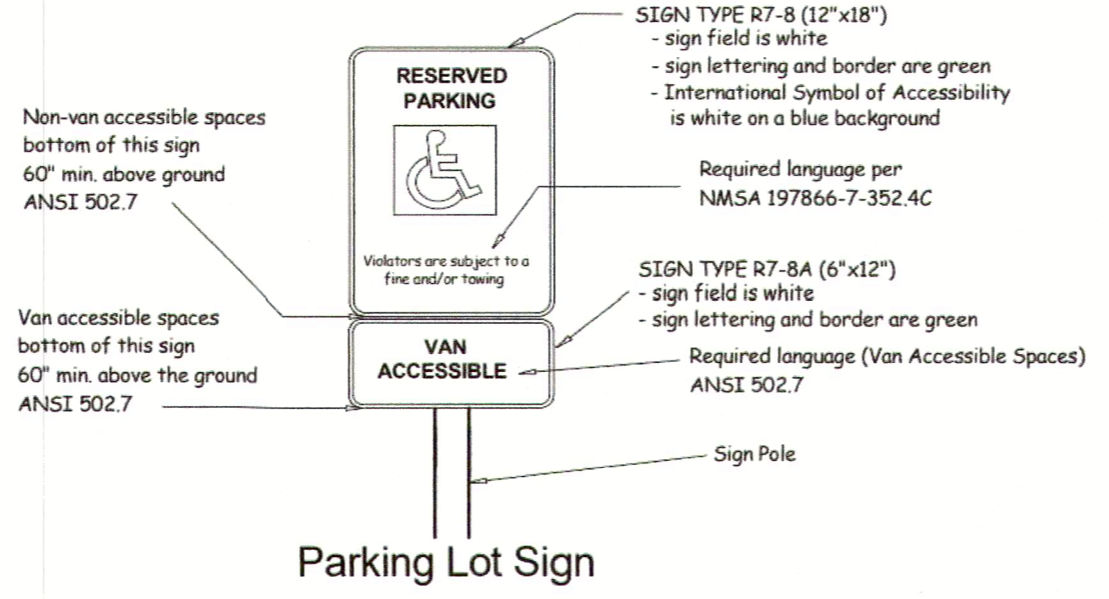 SIGN TYPE R7-8 (12"x18")
- sign field is white
- sign lettering and border are green
- International Symbol of Accessibility
is white on a blue background
RESERVED
PARKING
Non-van accessible spaces
bottom of this sign
60" min. above ground
ANSI 502.7
Required language per
NMSA 197866-7-352.4C
Violators are subject to a
fine and/or towing
SIGN TYPE R7-8A (6"x12")
- sign field is white
- sign lettering and border are green
Van accessible spaces
bottom of this sign
60" min. above the ground
ANSI 502.7
VAN
ACCESSIBLE
Required language (Van Accessible Spaces)
ANSI 502.7
Sign Pole
Parking Lot Sign